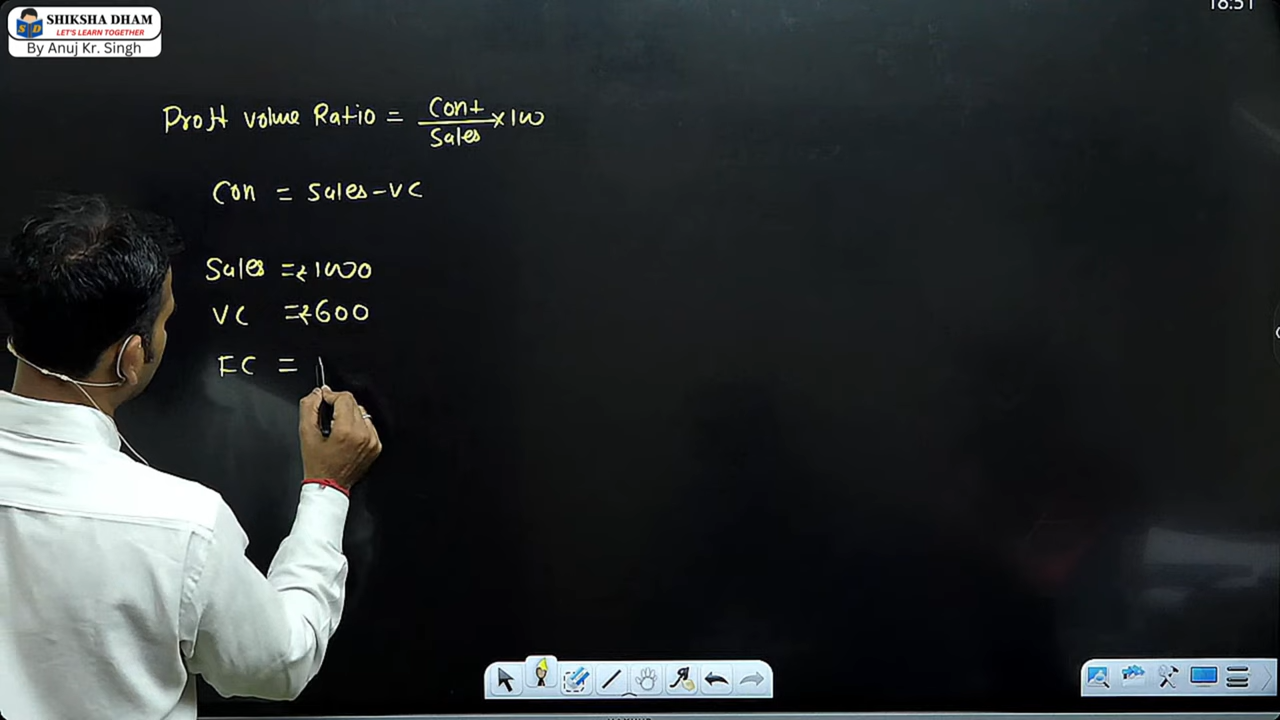 SHIKSHA DHAM
LET'S LEARN TOGETHER
By Anuj Kr. Singh
18:51
Profit volume Ratio = Cont / Sales × 100
Con = Sales - VC
Sales = ₹1000
VC = ₹600
FC =